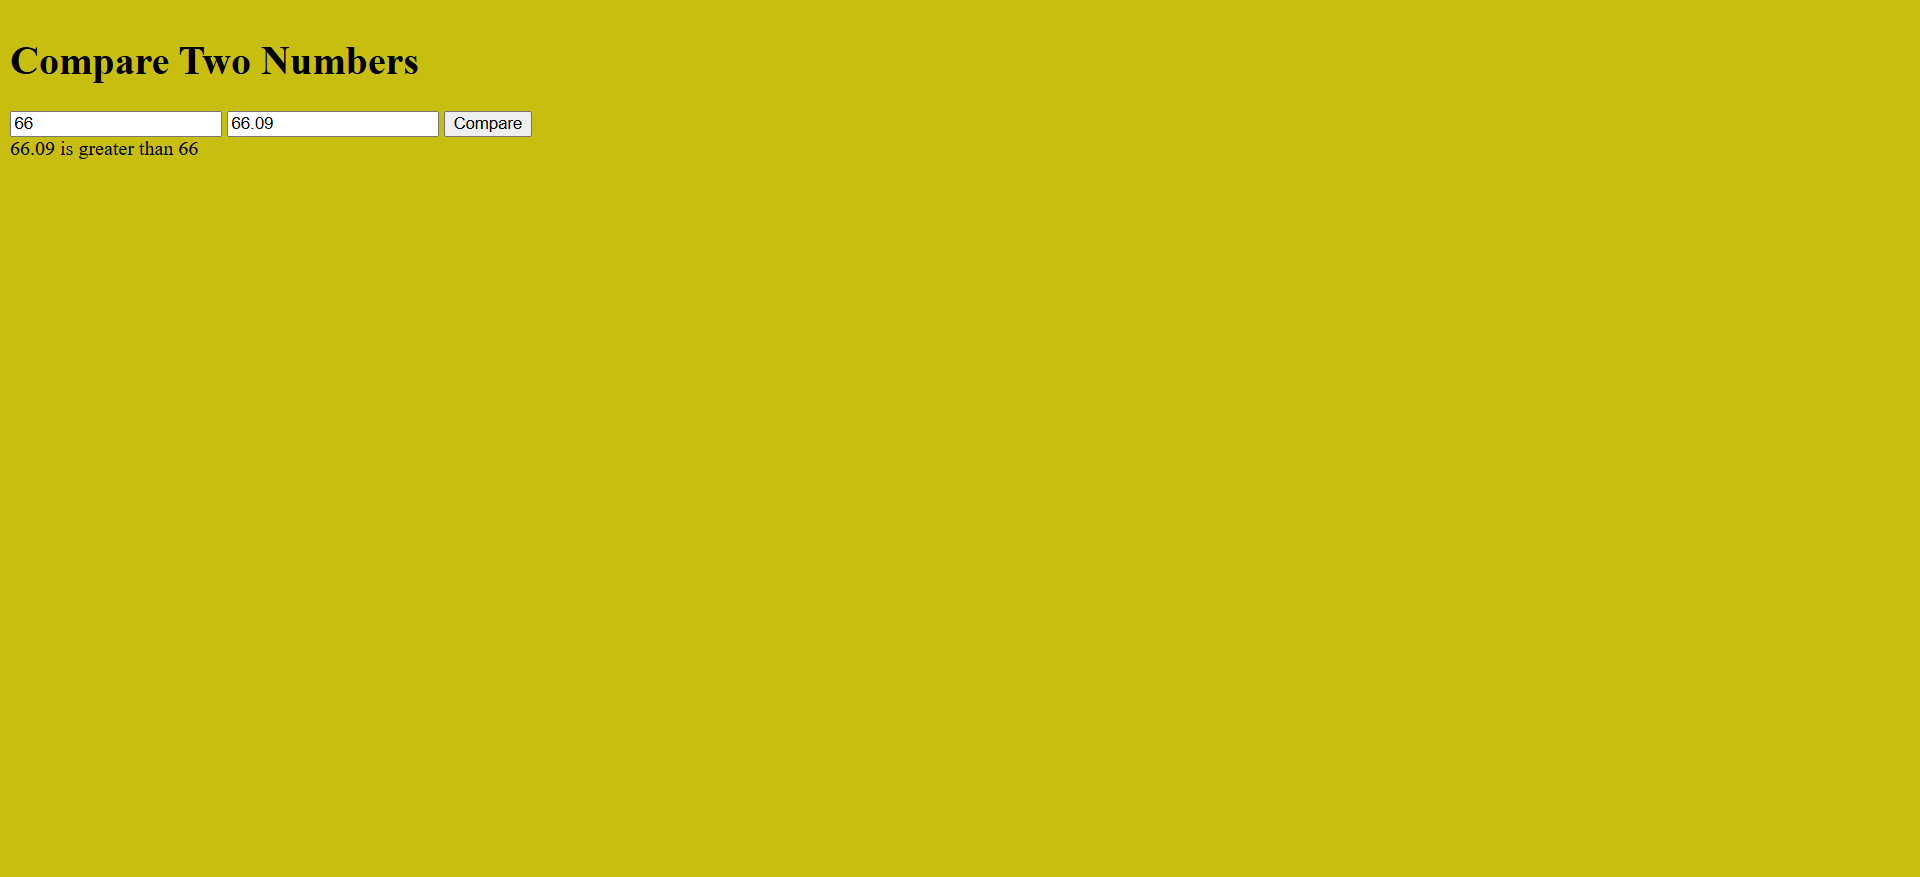 Compare Two Numbers
66 66.09 Compare
66.09 is greater than 66